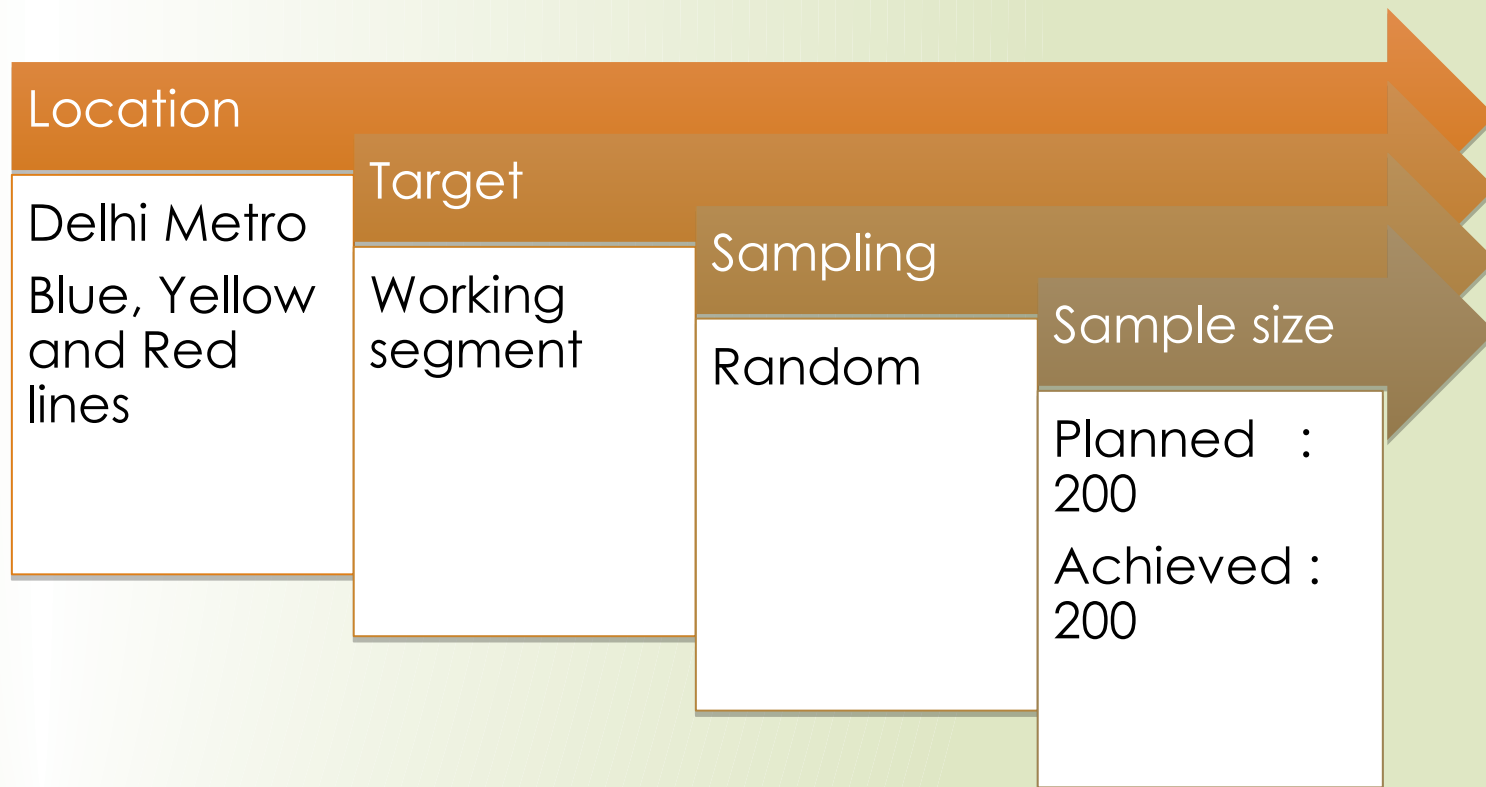 Location
Delhi Metro
Blue, Yellow
and Red
lines
Target
Working
segment
Sampling
Random
Sample size
Planned :
200
Achieved :
200